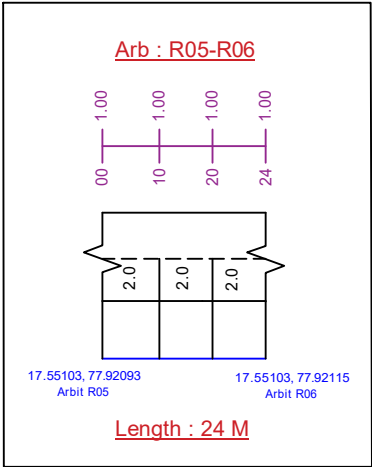 Arb : R05-R06
1.00 1.00 1.00 1.00
00 10 20 24
2.0 2.0 2.0
17.55103, 77.92093 17.55103, 77.92115
Arbit R05 Arbit R06
Length : 24 M